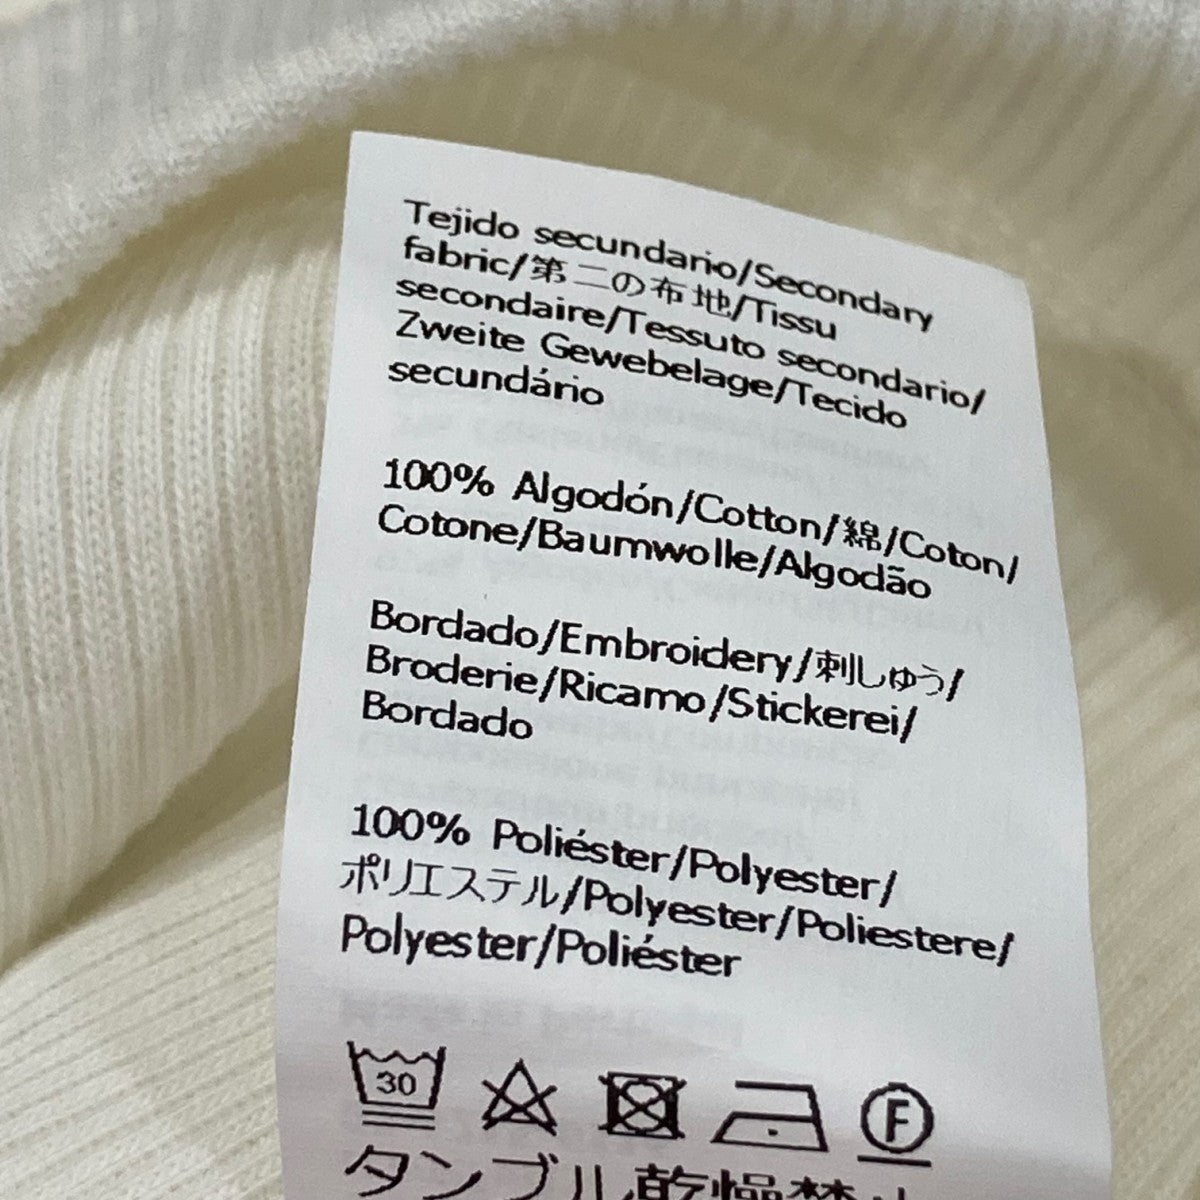 Tejido secundario/Secondary
fabric/第二の布地/Tissu
secondaire/Tessuto secondario/
Zweite Gewebelage/Tecido
secundário
100% Algodón/Cotton/綿/Coton/
Cotone/Baumwolle/Algodão
Bordado/Embroidery/刺しゅう/
Broderie/Ricamo/Stickerei/
Bordado
100% Poliéster/Polyester/
ポリエステル/Polyester/Poliestere/
Polyester/Poliéster
30
F
タンブル乾燥禁止